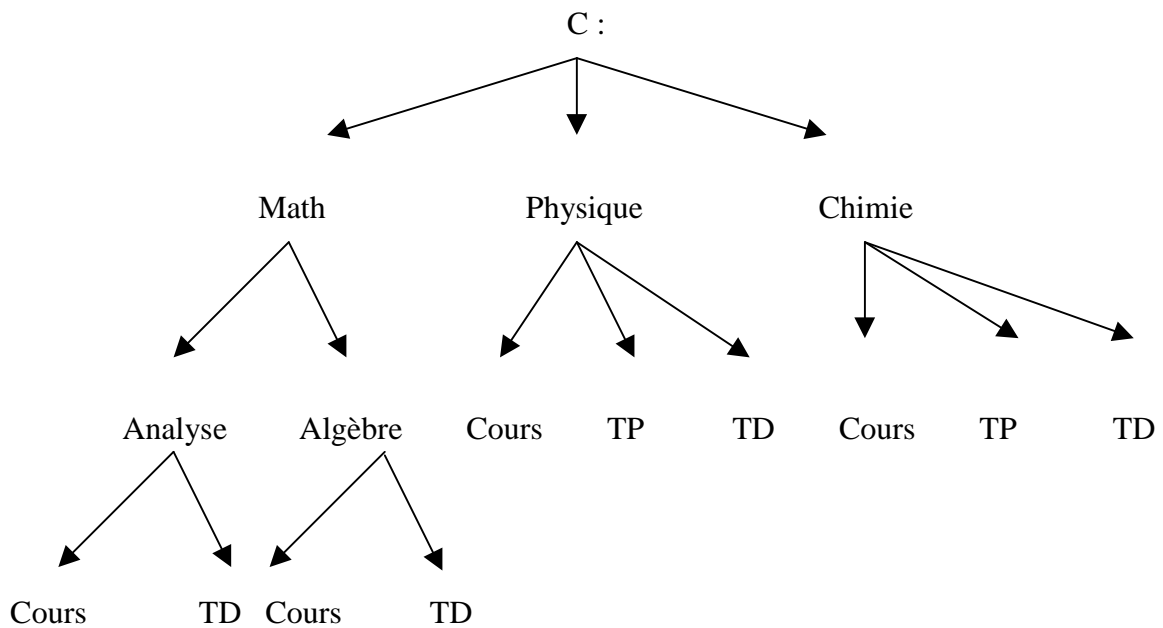 C :
Math Physique Chimie
Analyse Algèbre Cours TP TD Cours TP TD
Cours TD Cours TD